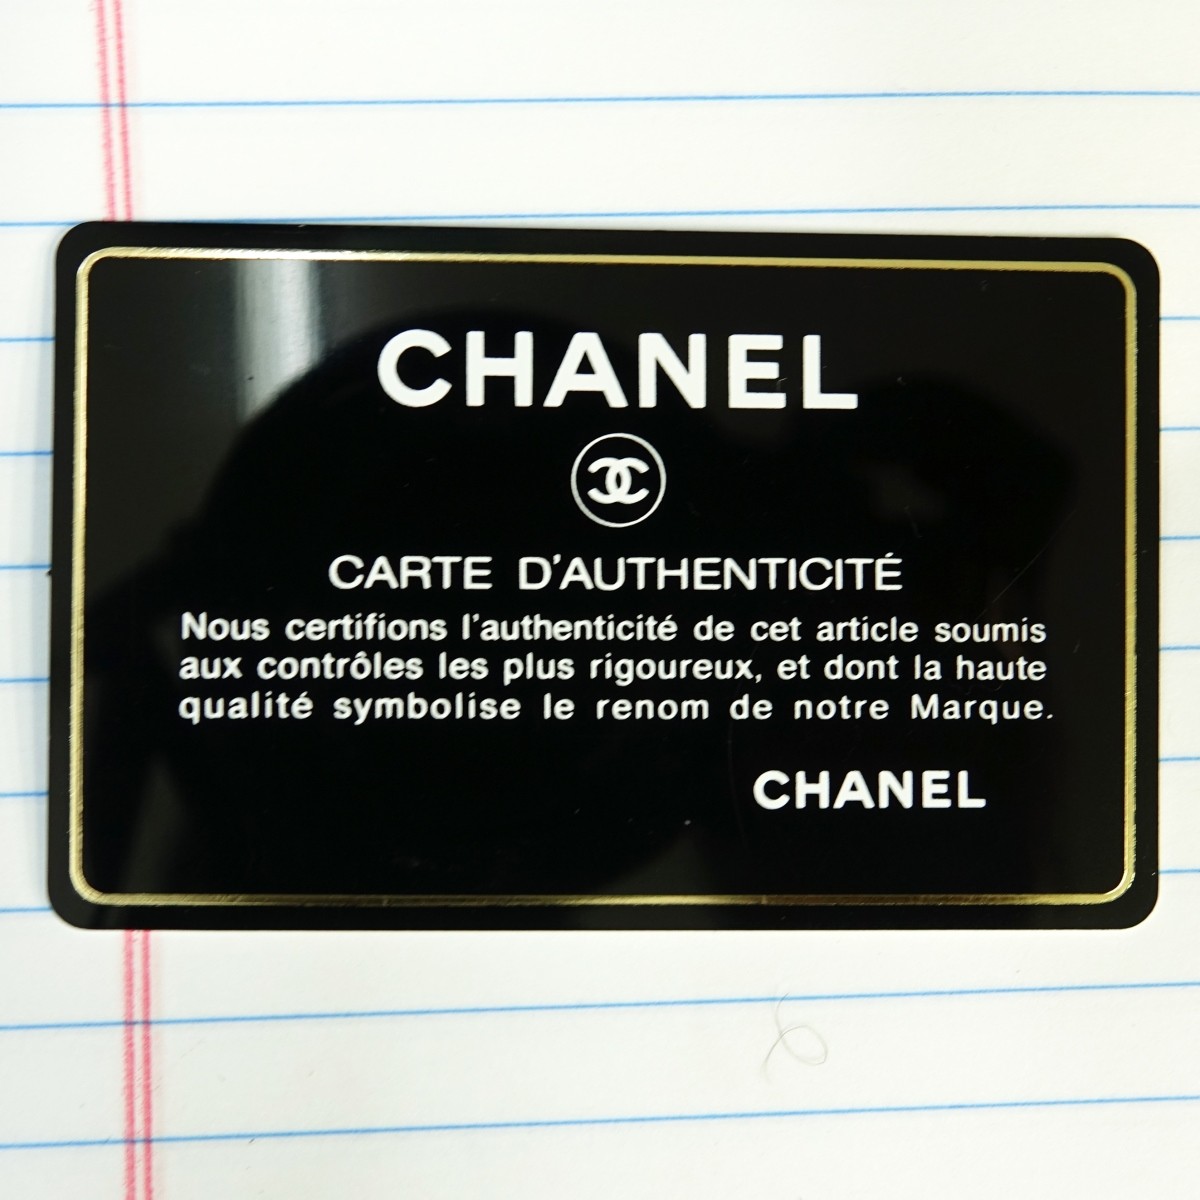 CHANEL
CARTE D'AUTHENTICITÉ
Nous certifions l'authenticité de cet article soumis
aux contrôles les plus rigoureux, et dont la haute
qualité symbolise le renom de notre Marque.
CHANEL